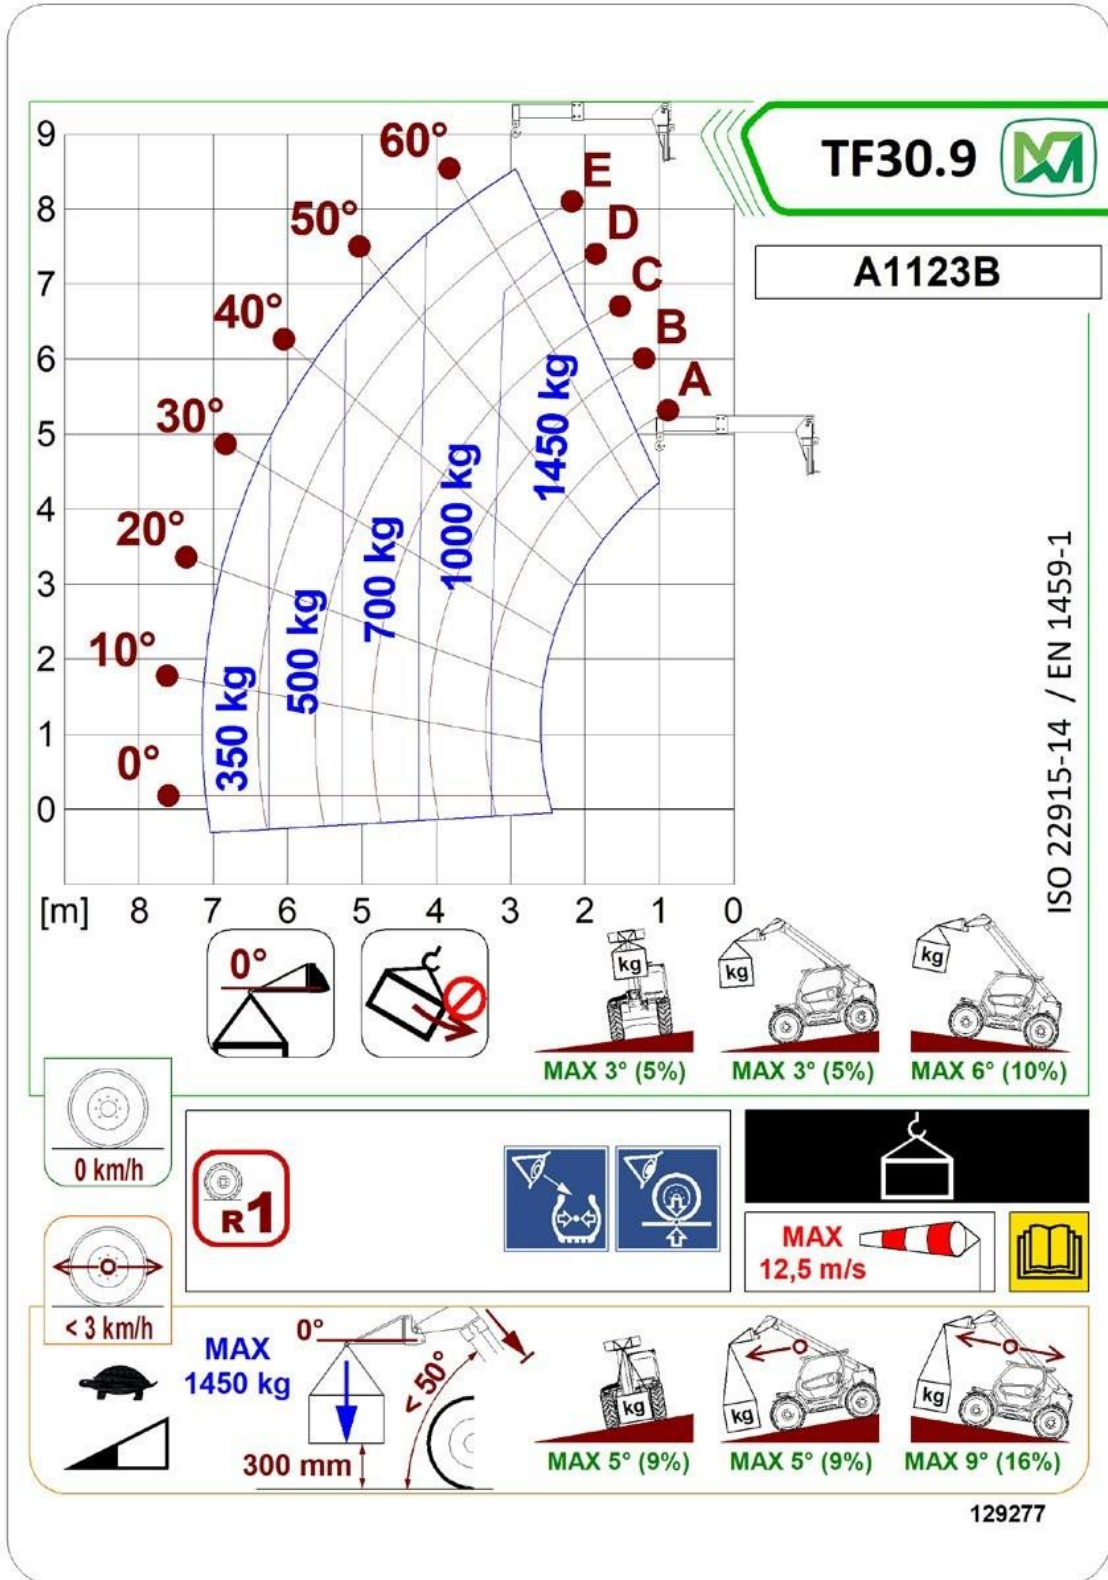 TF30.9
A1123B
9
8
7
6
5
4
3
2
1
0
60°
50°
40°
30°
20°
10°
0°
E
D
C
B
A
350 kg
500 kg
700 kg
1000 kg
1450 kg
[m] 8 7 6 5 4 3 2 1 0
ISO 22915-14 / EN 1459-1
0°
kg
kg
kg
MAX 3° (5%)
MAX 3° (5%)
MAX 6° (10%)
0 km/h
R1
MAX
12,5 m/s
< 3 km/h
MAX
1450 kg
0°
< 50°
300 mm
kg
kg
kg
MAX 5° (9%)
MAX 5° (9%)
MAX 9° (16%)
129277